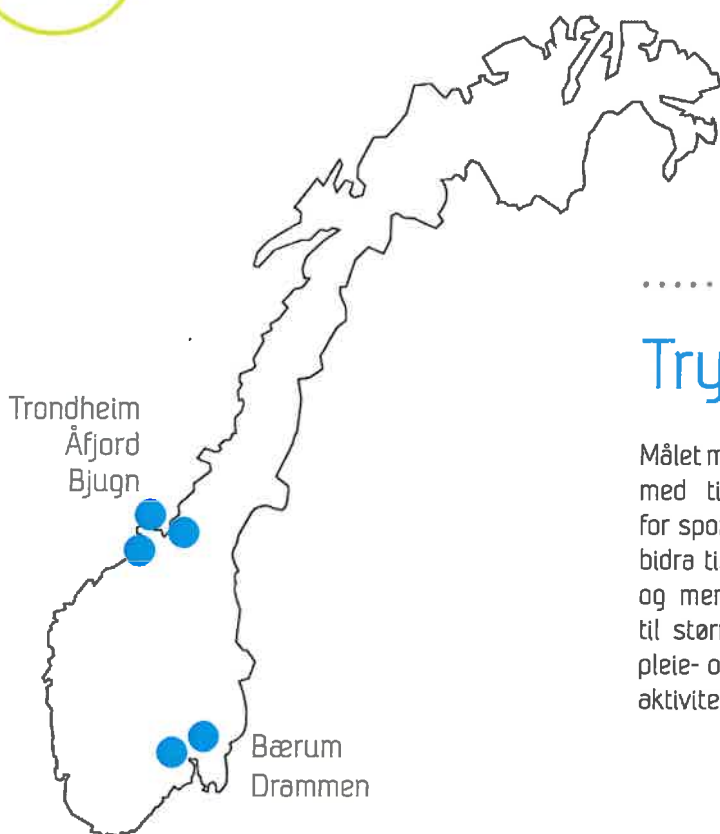 Trondheim
Åfjord
Bjugn
Bærum
Drammen
.....
Try
Målet m
med ti
for spo
bidra ti
og mer
til størr
pleie- o
aktivite